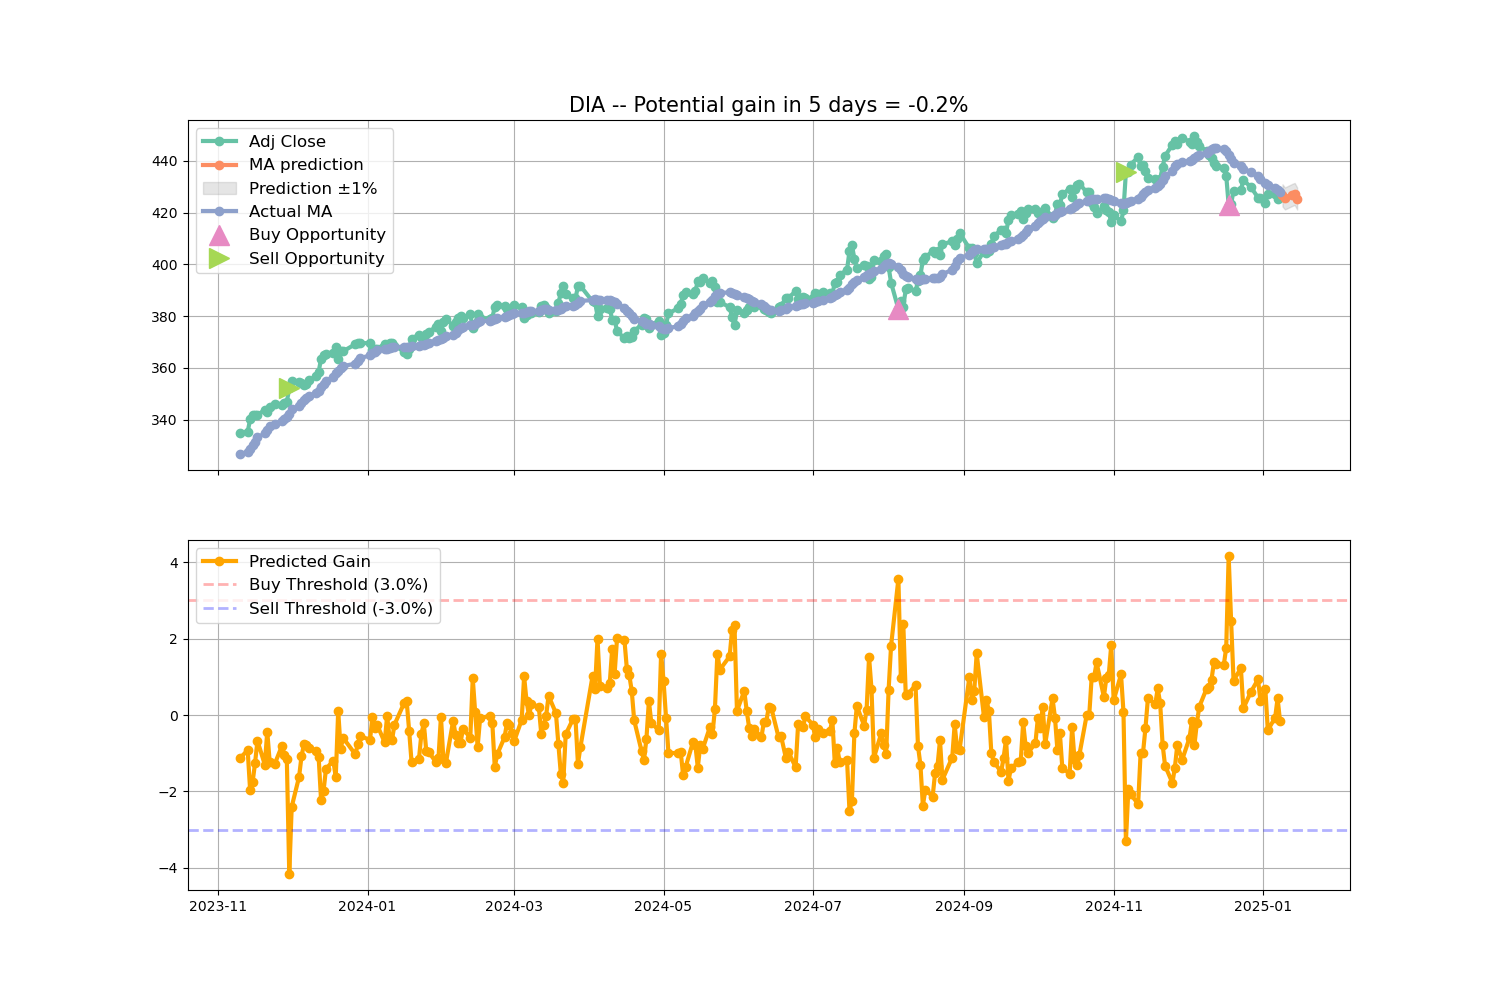 DIA -- Potential gain in 5 days = -0.2%
Adj Close
MA prediction
Prediction ±1%
Actual MA
Buy Opportunity
Sell Opportunity
440
420
400
380
360
340
Predicted Gain
Buy Threshold (3.0%)
Sell Threshold (-3.0%)
4
2
0
−2
−4
2023-11
2024-01
2024-03
2024-05
2024-07
2024-09
2024-11
2025-01